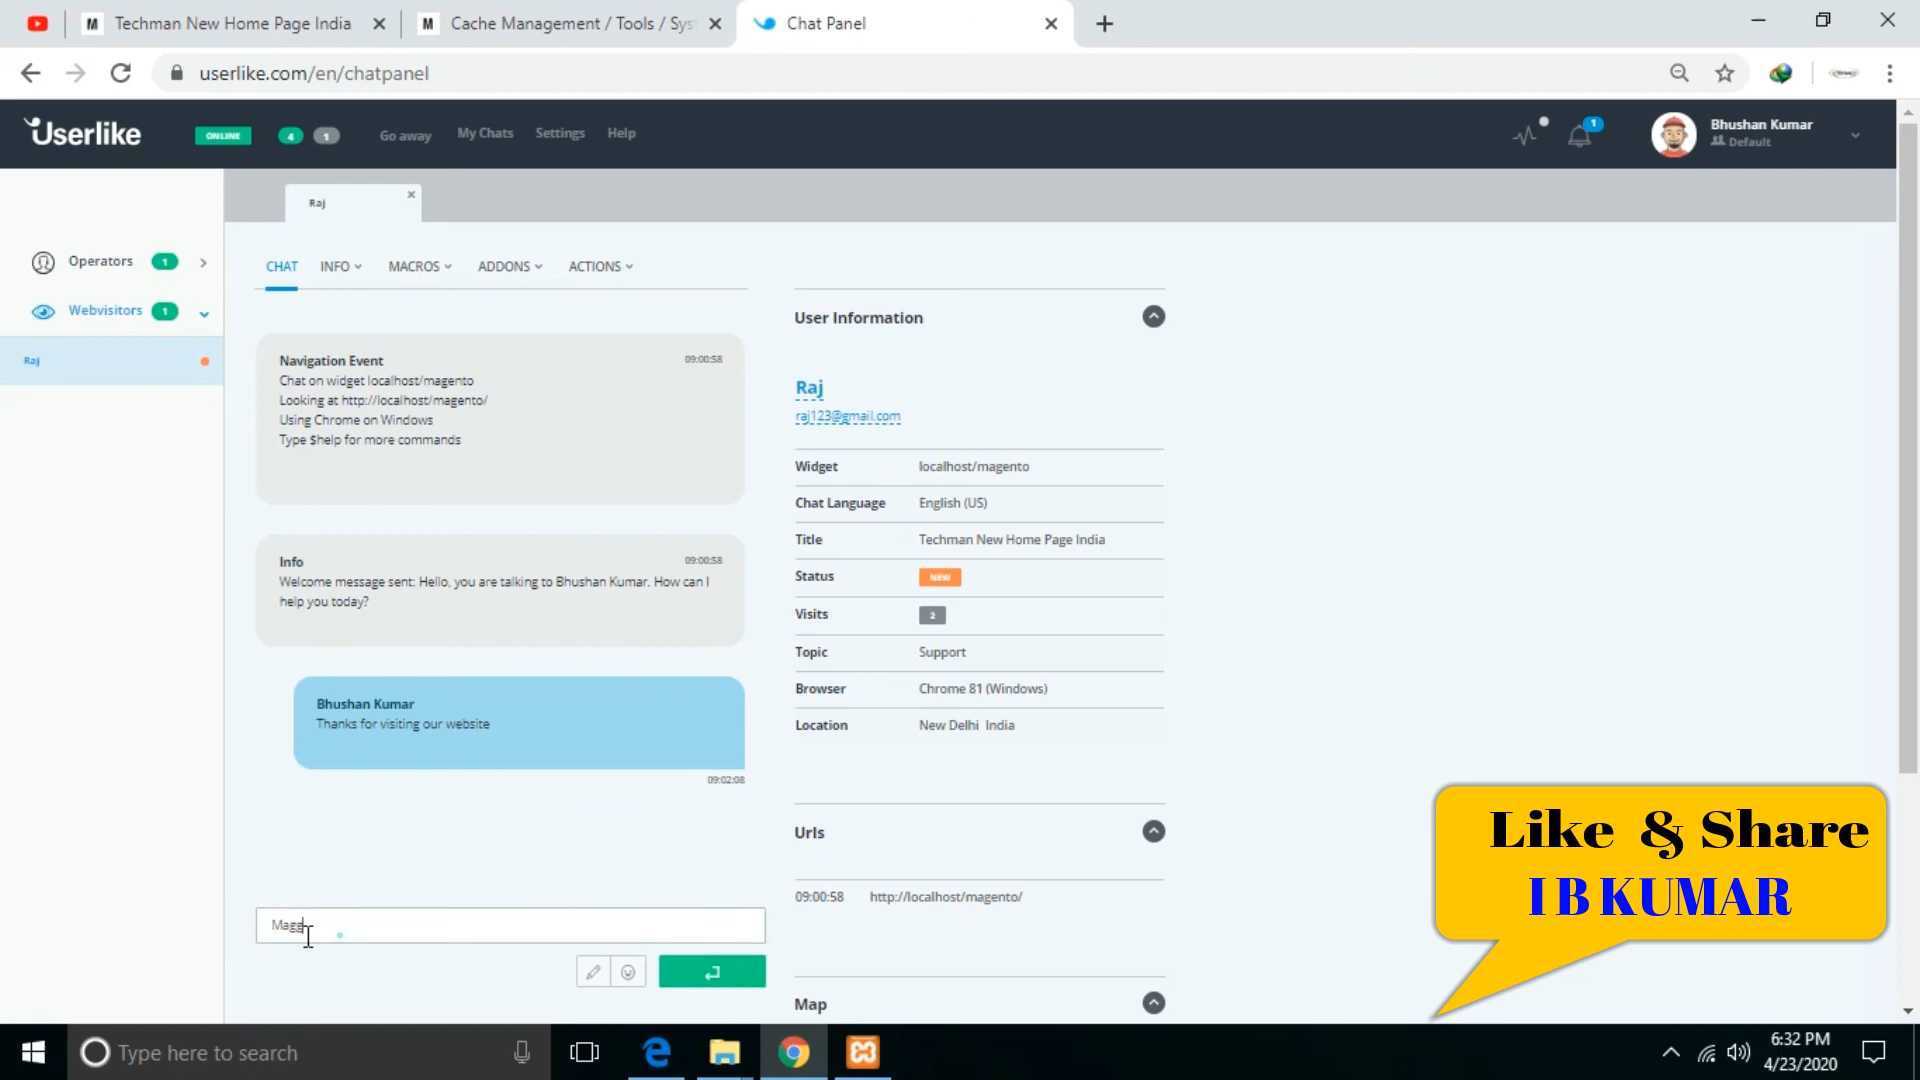 Techman New Home Page India
Cache Management / Tools / Sys
Chat Panel
userlike.com/en/chatpanel
Userlike
ONLINE
4
1
Go away
My Chats
Settings
Help
1
Bhushan Kumar
Default
Raj
Operators
1
Webvisitors
1
Raj
CHAT
INFO
MACROS
ADDONS
ACTIONS
Navigation Event
09:00:58
Chat on widget localhost/magento
Looking at http://localhost/magento/
Using Chrome on Windows
Type $help for more commands
Info
09:00:58
Welcome message sent: Hello, you are talking to Bhushan Kumar. How can I
help you today?
Bhushan Kumar
Thanks for visiting our website
09:02:08
Magg
User Information
Raj
raj123@gmail.com
Widget localhost/magento
Chat Language English (US)
Title Techman New Home Page India
Status NEW
Visits 2
Topic Support
Browser Chrome 81 (Windows)
Location New Delhi India
Urls
09:00:58 http://localhost/magento/
Map
Like & Share
I B KUMAR
Type here to search
6:32 PM
4/23/2020